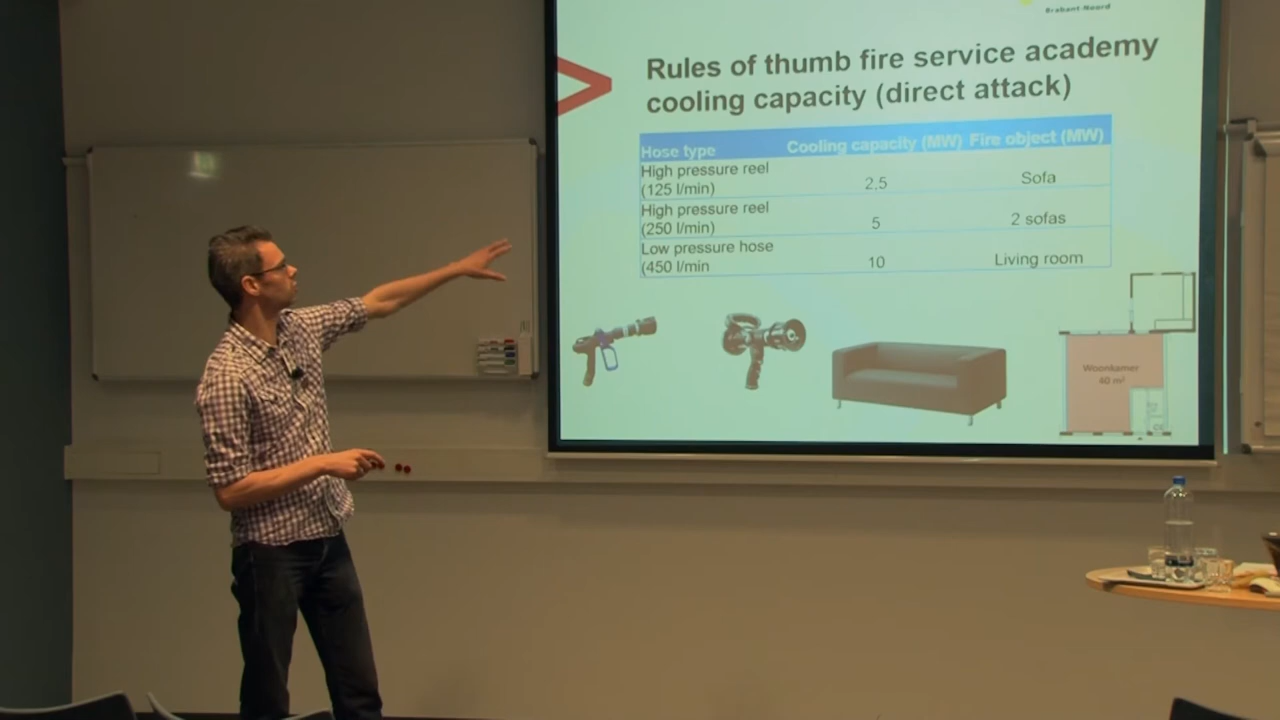 Brabant-Noord
Rules of thumb fire service academy
cooling capacity (direct attack)
Hose type Cooling capacity (MW) Fire object (MW)
High pressure reel
(125 l/min) 2.5 Sofa
High pressure reel
(250 l/min) 5 2 sofas
Low pressure hose
(450 l/min 10 Living room
Woonkamer
40 m²